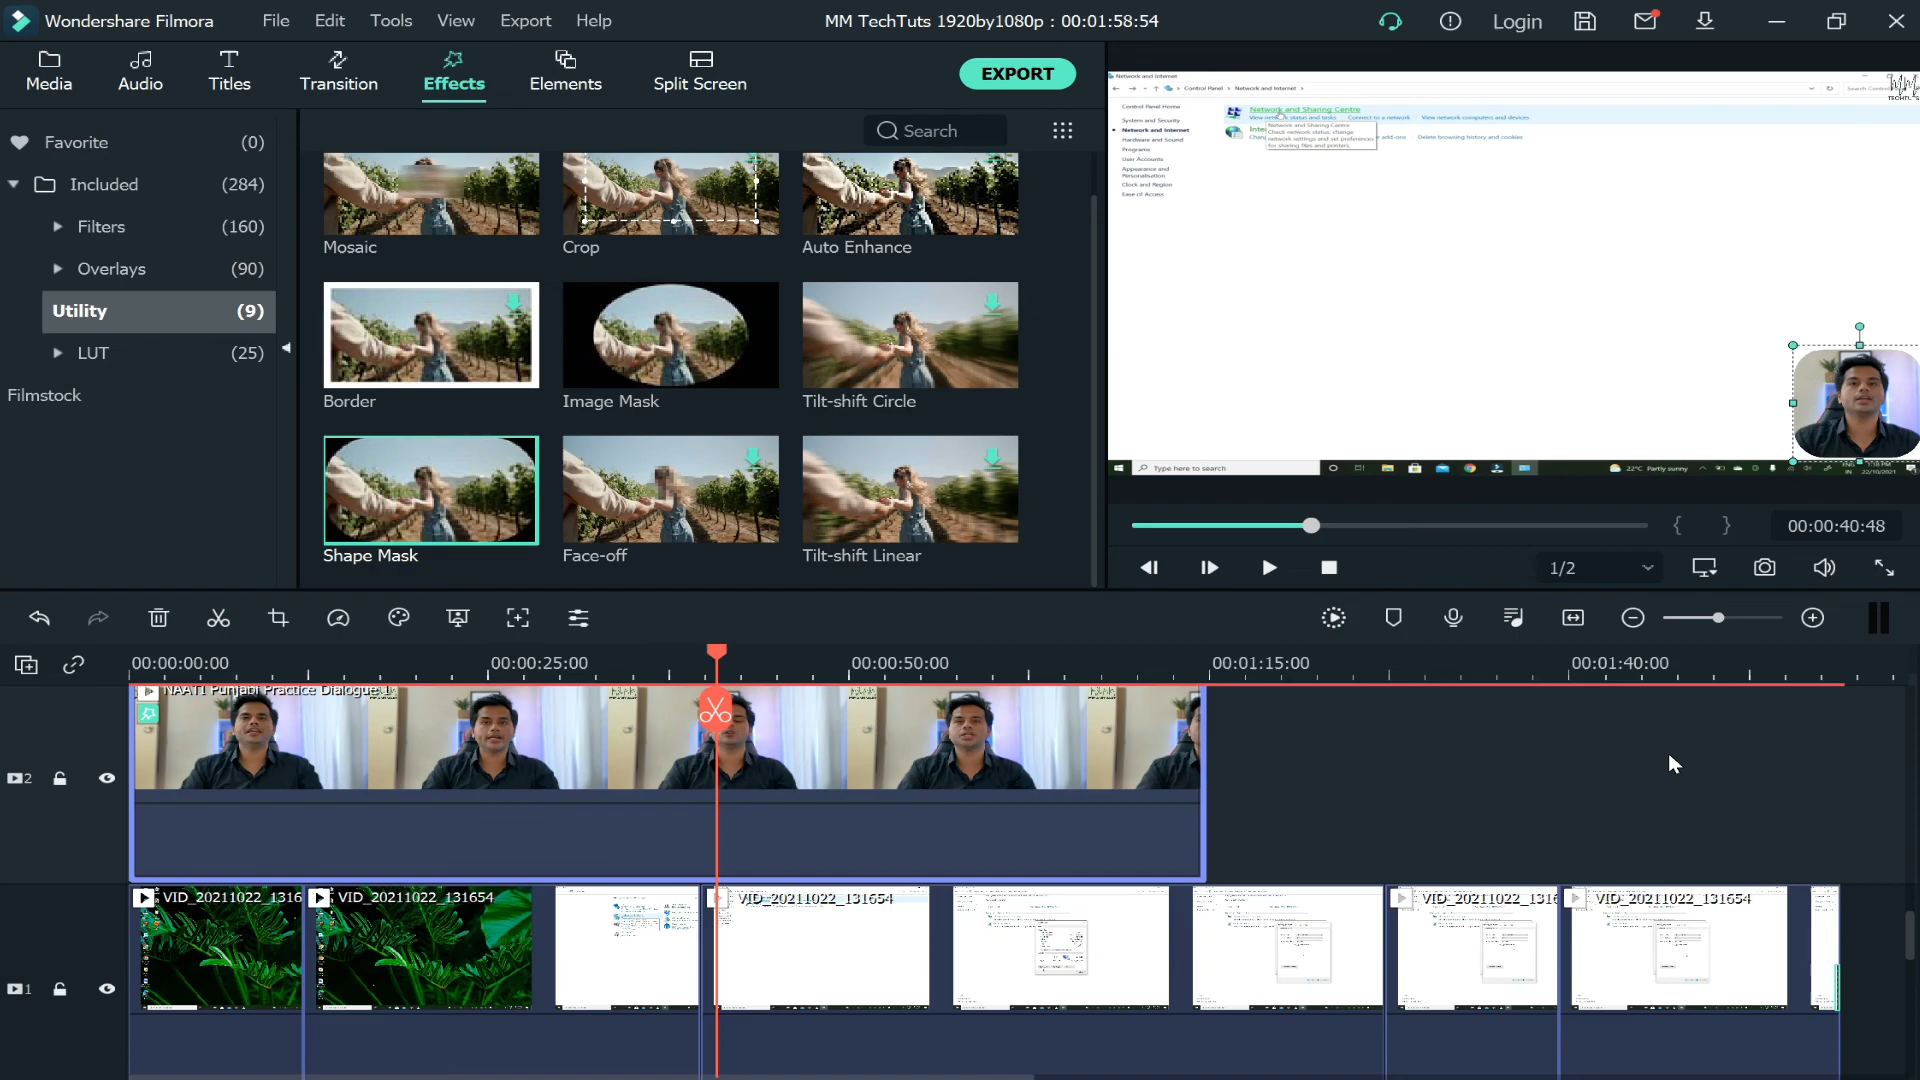 Wondershare Filmora
File Edit Tools View Export Help
MM TechTuts 1920by1080p : 00:01:58:54
Login
Media Audio Titles Transition Effects Elements Split Screen
EXPORT
Favorite (0)
Included (284)
Filters (160)
Overlays (90)
Utility (9)
LUT (25)
Filmstock
Search
Mosaic Crop Auto Enhance
Border Image Mask Tilt-shift Circle
Shape Mask Face-off Tilt-shift Linear
Network and Internet
Control Panel > Network and Internet >
Control Panel Home
System and Security
Network and Internet
Hardware and Sound
Programs
User Accounts
Appearance and
Personalisation
Clock and Region
Ease of Access
Network and Sharing Centre
View network status and tasks Connect to a network View network computers and devices
Network and Sharing Centre
Check network status, change
network settings and set preferences
for sharing files and printers.
Delete browsing history and cookies
Type here to search
22°C Partly sunny
22/10/2021
00:00:40:48
1/2
00:00:00:00 00:00:25:00 00:00:50:00 00:01:15:00 00:01:40:00
NAATI Punjabi Practice Dialogue 1
2
VID_20211022_1316 VID_20211022_131654 VID_20211022_131654 VID_20211022_1316 VID_20211022_131654
1